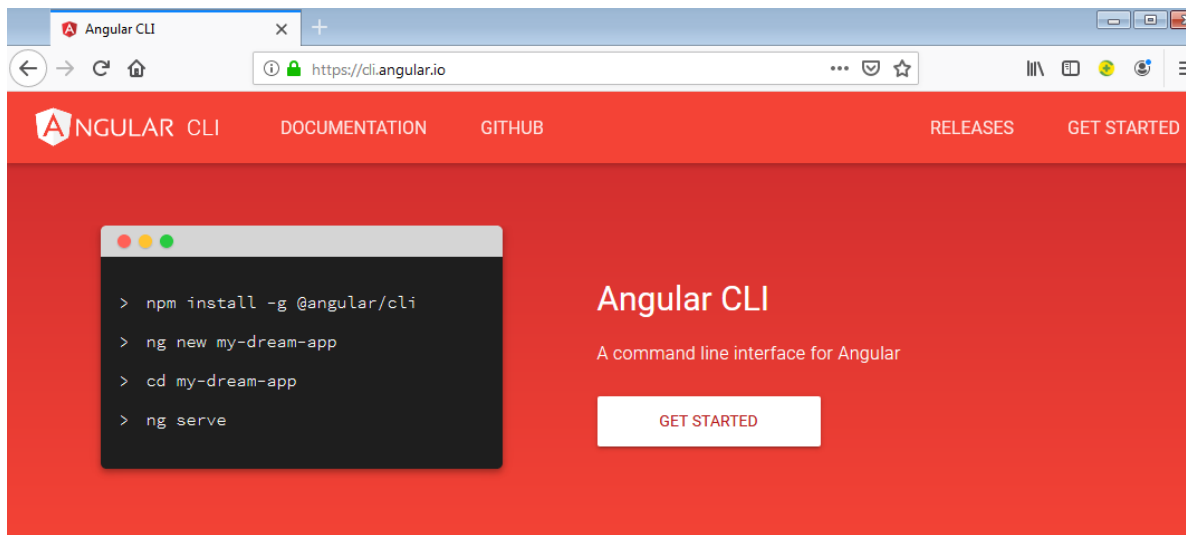 Angular CLI
https://cli.angular.io
ANGULAR CLI DOCUMENTATION GITHUB RELEASES GET STARTED
> npm install -g @angular/cli
> ng new my-dream-app
> cd my-dream-app
> ng serve
Angular CLI
A command line interface for Angular
GET STARTED